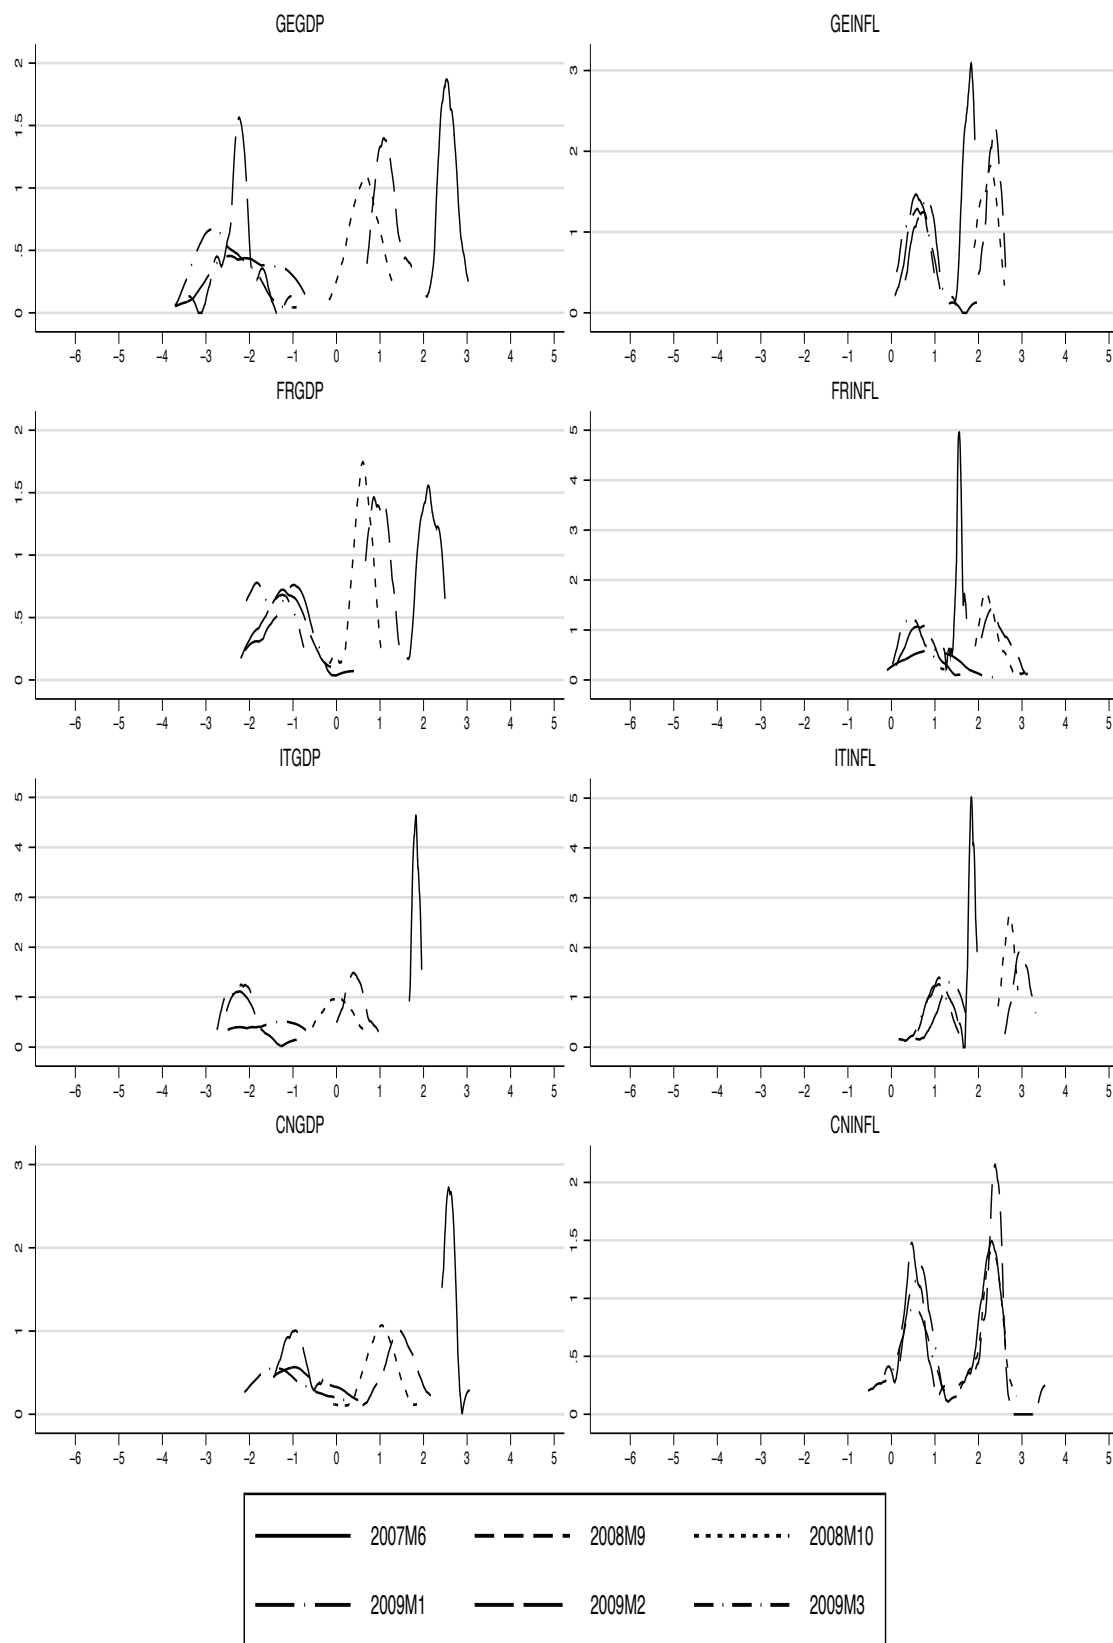 GEGDP
GEINFL
0 .5 1 1.5 2
0 1 2 3
−6 −5 −4 −3 −2 −1 0 1 2 3 4 5
−6 −5 −4 −3 −2 −1 0 1 2 3 4 5
FRGDP
FRINFL
0 .5 1 1.5 2
0 1 2 3 4 5
−6 −5 −4 −3 −2 −1 0 1 2 3 4 5
−6 −5 −4 −3 −2 −1 0 1 2 3 4 5
ITGDP
ITINFL
0 1 2 3 4 5
0 1 2 3 4 5
−6 −5 −4 −3 −2 −1 0 1 2 3 4 5
−6 −5 −4 −3 −2 −1 0 1 2 3 4 5
CNGDP
CNINFL
0 1 2 3
0 .5 1 1.5 2
−6 −5 −4 −3 −2 −1 0 1 2 3 4 5
−6 −5 −4 −3 −2 −1 0 1 2 3 4 5
2007M6 2008M9 2008M10
2009M1 2009M2 2009M3